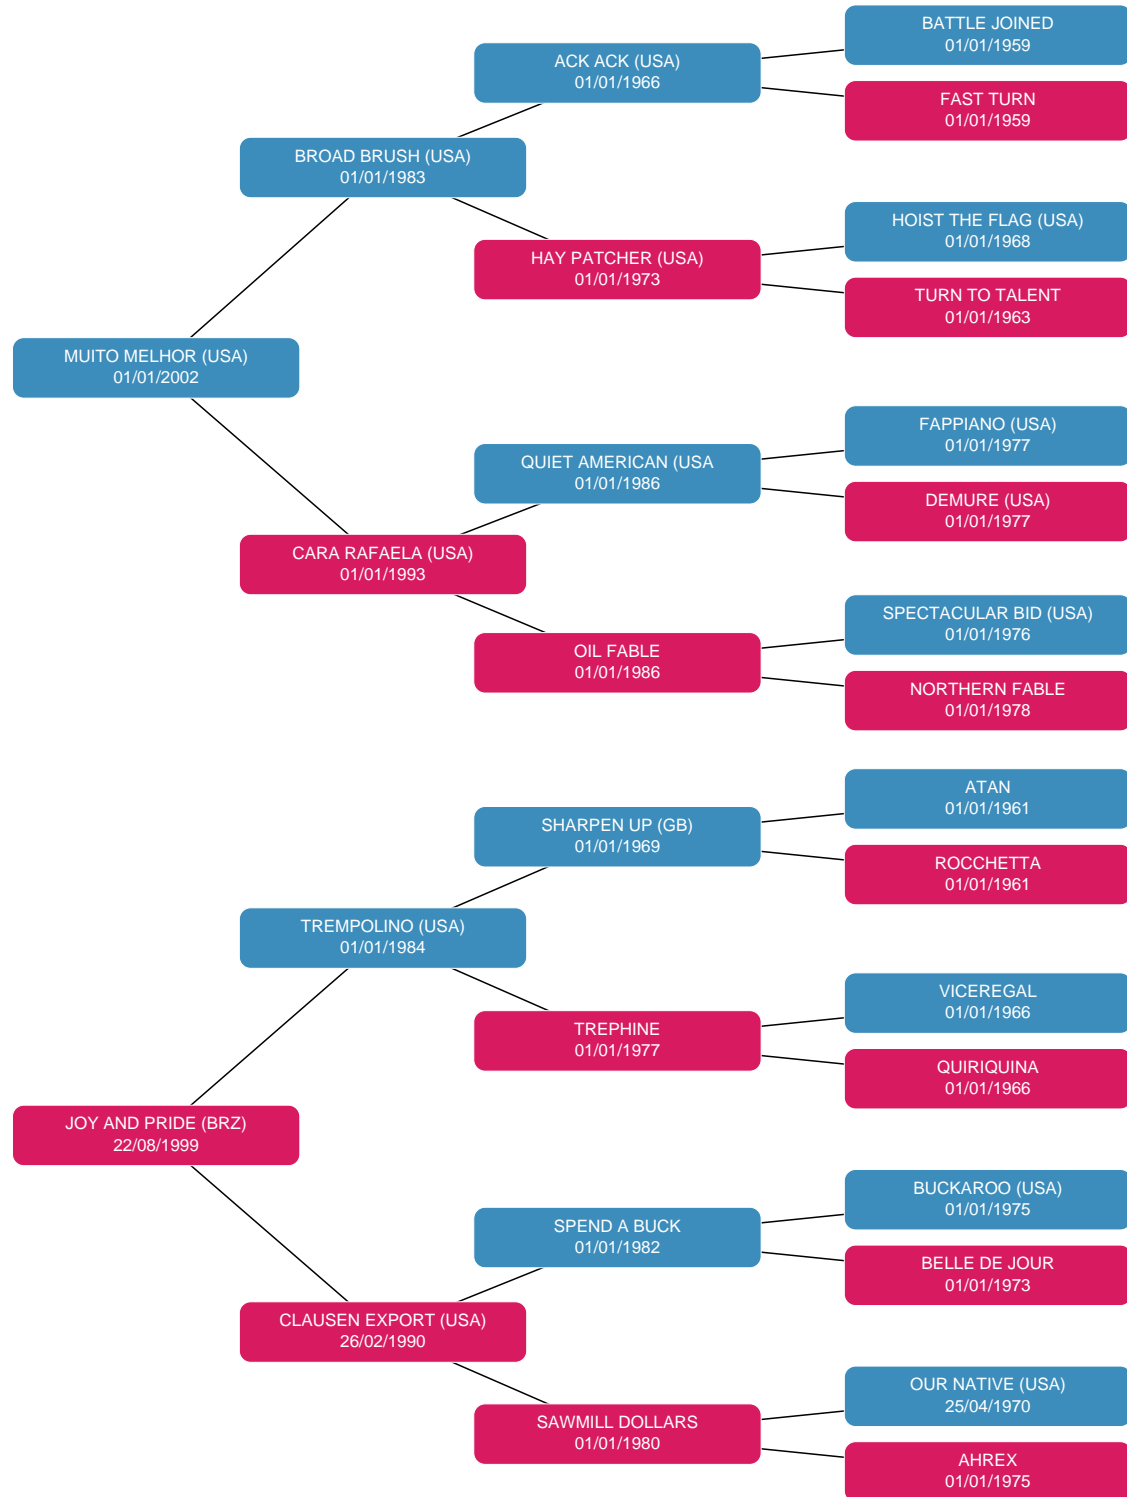 BATTLE JOINED
01/01/1959
ACK ACK (USA)
01/01/1966
FAST TURN
01/01/1959
BROAD BRUSH (USA)
01/01/1983
HOIST THE FLAG (USA)
01/01/1968
HAY PATCHER (USA)
01/01/1973
TURN TO TALENT
01/01/1963
MUITO MELHOR (USA)
01/01/2002
FAPPIANO (USA)
01/01/1977
QUIET AMERICAN (USA
01/01/1986
DEMURE (USA)
01/01/1977
CARA RAFAELA (USA)
01/01/1993
SPECTACULAR BID (USA)
01/01/1976
OIL FABLE
01/01/1986
NORTHERN FABLE
01/01/1978
ATAN
01/01/1961
SHARPEN UP (GB)
01/01/1969
ROCCHETTA
01/01/1961
TREMPOLINO (USA)
01/01/1984
VICEREGAL
01/01/1966
TREPHINE
01/01/1977
QUIRIQUINA
01/01/1966
JOY AND PRIDE (BRZ)
22/08/1999
BUCKAROO (USA)
01/01/1975
SPEND A BUCK
01/01/1982
BELLE DE JOUR
01/01/1973
CLAUSEN EXPORT (USA)
26/02/1990
OUR NATIVE (USA)
25/04/1970
SAWMILL DOLLARS
01/01/1980
AHREX
01/01/1975